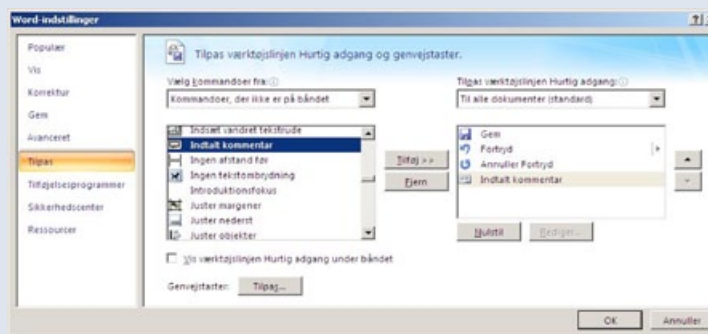 Word-indstillinger
Populær
Vis
Korrektur
Gem
Avanceret
Tilpas
Tilføjelsesprogrammer
Sikkerhedscenter
Ressourcer
Tilpas værktøjslinjen Hurtig adgang og genvejstaster.
Vælg kommandoer fra:
Kommandoer, der ikke er på båndet
Indsæt vandret tekstrude
Indtalt kommentar
Ingen afstand før
Ingen tekstombrydning
Introduktionsfokus
Juster margener
Juster nederst
Juster objekter
Tilføj >>
Fjern
Tilpas værktøjslinjen Hurtig adgang:
Til alle dokumenter (standard)
Gem
Fortryd
Annuller Fortryd
Indtalt kommentar
Nulstil
Rediger...
Vis værktøjslinjen Hurtig adgang under båndet
Genvejstaster:
Tilpas...
OK
Annuller